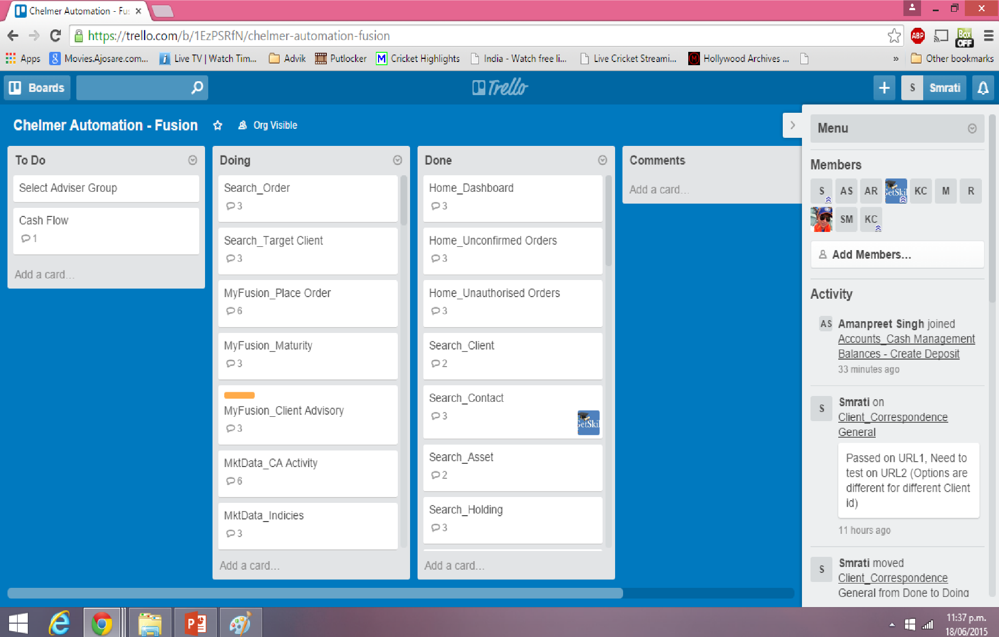 Chelmer Automation - Fus
https://trello.com/b/1EzPSRfN/chelmer-automation-fusion
ABP
Box
OFF
Apps
Movies.Ajosare.com...
Live TV | Watch Tim...
Advik
Putlocker
Cricket Highlights
India - Watch free li...
Live Cricket Streami...
Hollywood Archives ...
»
Other bookmarks
Boards
Trello
S
Smrati
Chelmer Automation - Fusion
Org Visible
To Do
Select Adviser Group
Cash Flow
1
Add a card...
Doing
Search_Order
3
Search_Target Client
3
MyFusion_Place Order
6
MyFusion_Maturity
3
MyFusion_Client Advisory
3
MktData_CA Activity
6
MktData_Indicies
3
Add a card...
Done
Home_Dashboard
3
Home_Unconfirmed Orders
3
Home_Unauthorised Orders
3
Search_Client
2
Search_Contact
3
GetSkil
Search_Asset
2
Search_Holding
3
Add a card...
Comments
Add a card...
Menu
Members
S AS AR GetSkil KC M R
SM KC
Add Members...
Activity
AS
Amanpreet Singh joined
Accounts_Cash Management
Balances - Create Deposit
33 minutes ago
S
Smrati on
Client_Correspondence
General
Passed on URL1, Need to
test on URL2 (Options are
different for different Client
id)
11 hours ago
S
Smrati moved
Client_Correspondence
General from Done to Doing
11:37 p.m.
18/06/2015